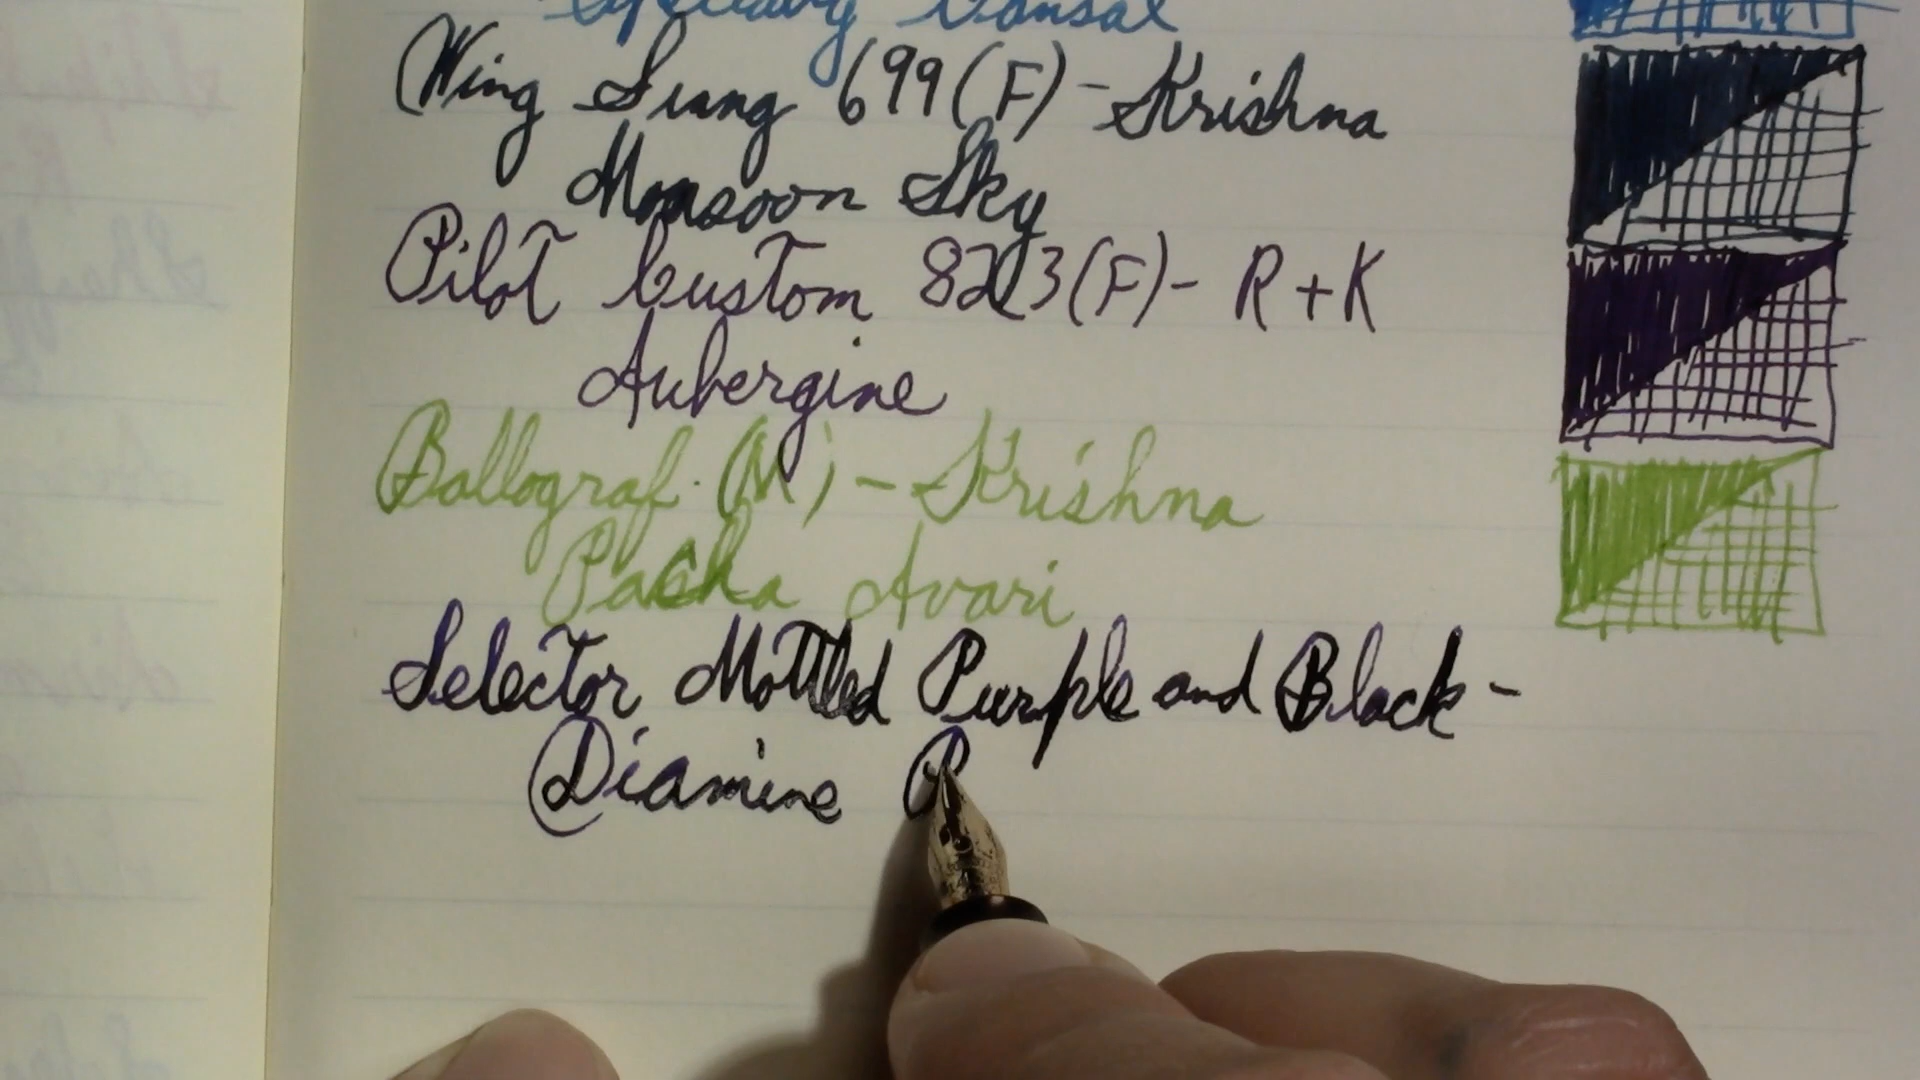 Wing Sung 699 (F) - Krishna
Monsoon Sky
Pilot Custom 823 (F) - R + K
Aubergine
Ballograf (M) - Krishna
Pacha Avari
Selector Mottled Purple and Black -
Diamine P